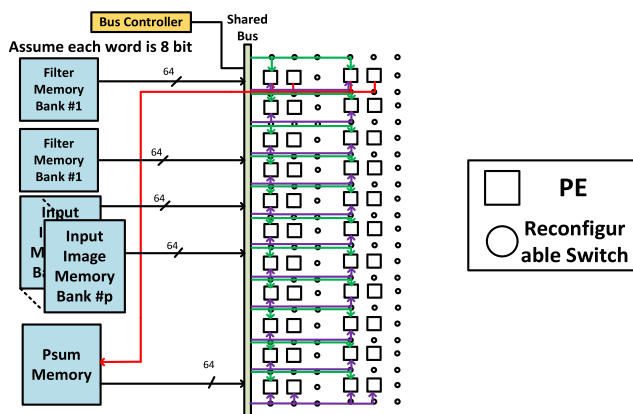 Bus Controller
Shared
Bus
Assume each word is 8 bit
Filter
Memory
Bank #1
64
Filter
Memory
Bank #1
64
Input
64
Input
Image
Memory
Bank #p
64
Psum
Memory
64
PE
Reconfigur
able Switch